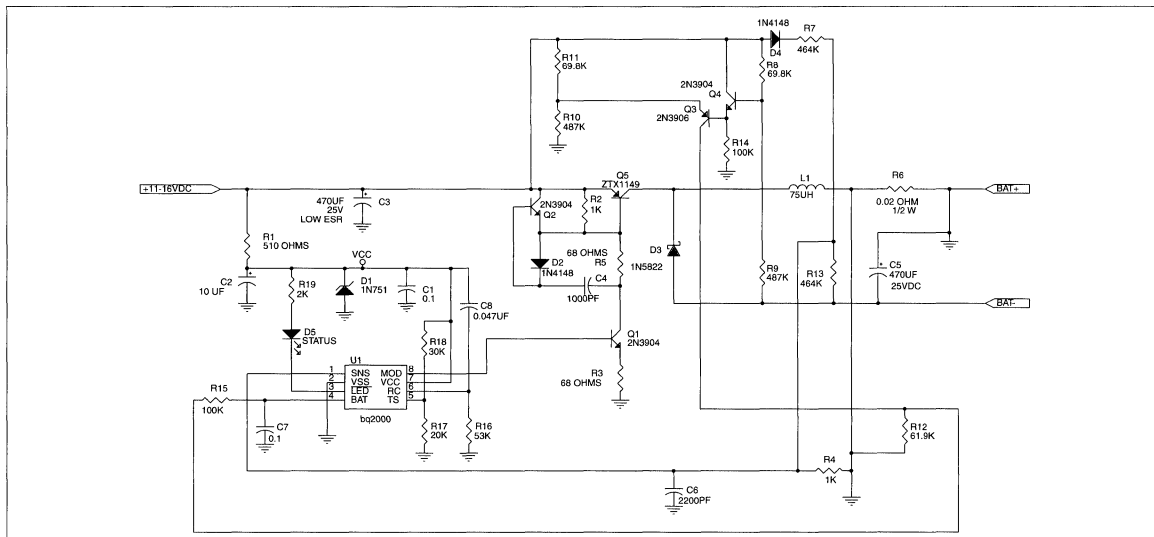 1N4148
D4
R7
464K
R11
69.8K
R8
69.8K
2N3904
Q4
Q3
2N3906
R10
487K
R14
100K
+11-16VDC
470UF
25V
LOW ESR
C3
2N3904
Q2
R2
1K
Q5
ZTX1149
L1
75UH
R6
0.02 OHM
1/2 W
BAT+
R1
510 OHMS
VCC
D2
1N4148
68 OHMS
R5
C4
1000PF
D3
1N5822
R9
487K
R13
464K
C5
470UF
25VDC
BAT-
C2
10 UF
R19
2K
D1
1N751
C1
0.1
C8
0.047UF
D5
STATUS
R18
30K
Q1
2N3904
R3
68 OHMS
U1
1 SNS MOD 8
2 VSS VCC 7
3 LED RC 6
4 BAT TS 5
bq2000
R15
100K
C7
0.1
R17
20K
R16
53K
R12
61.9K
R4
1K
C6
2200PF